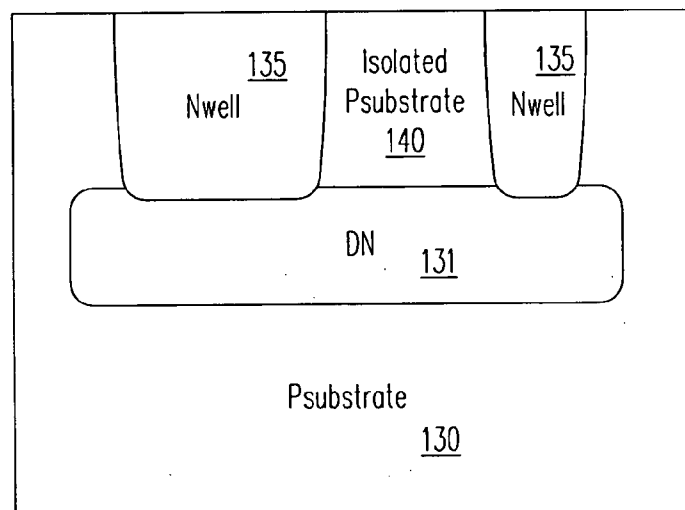 135
Nwell
Isolated
Psubstrate
140
135
Nwell
DN
131
Psubstrate
130